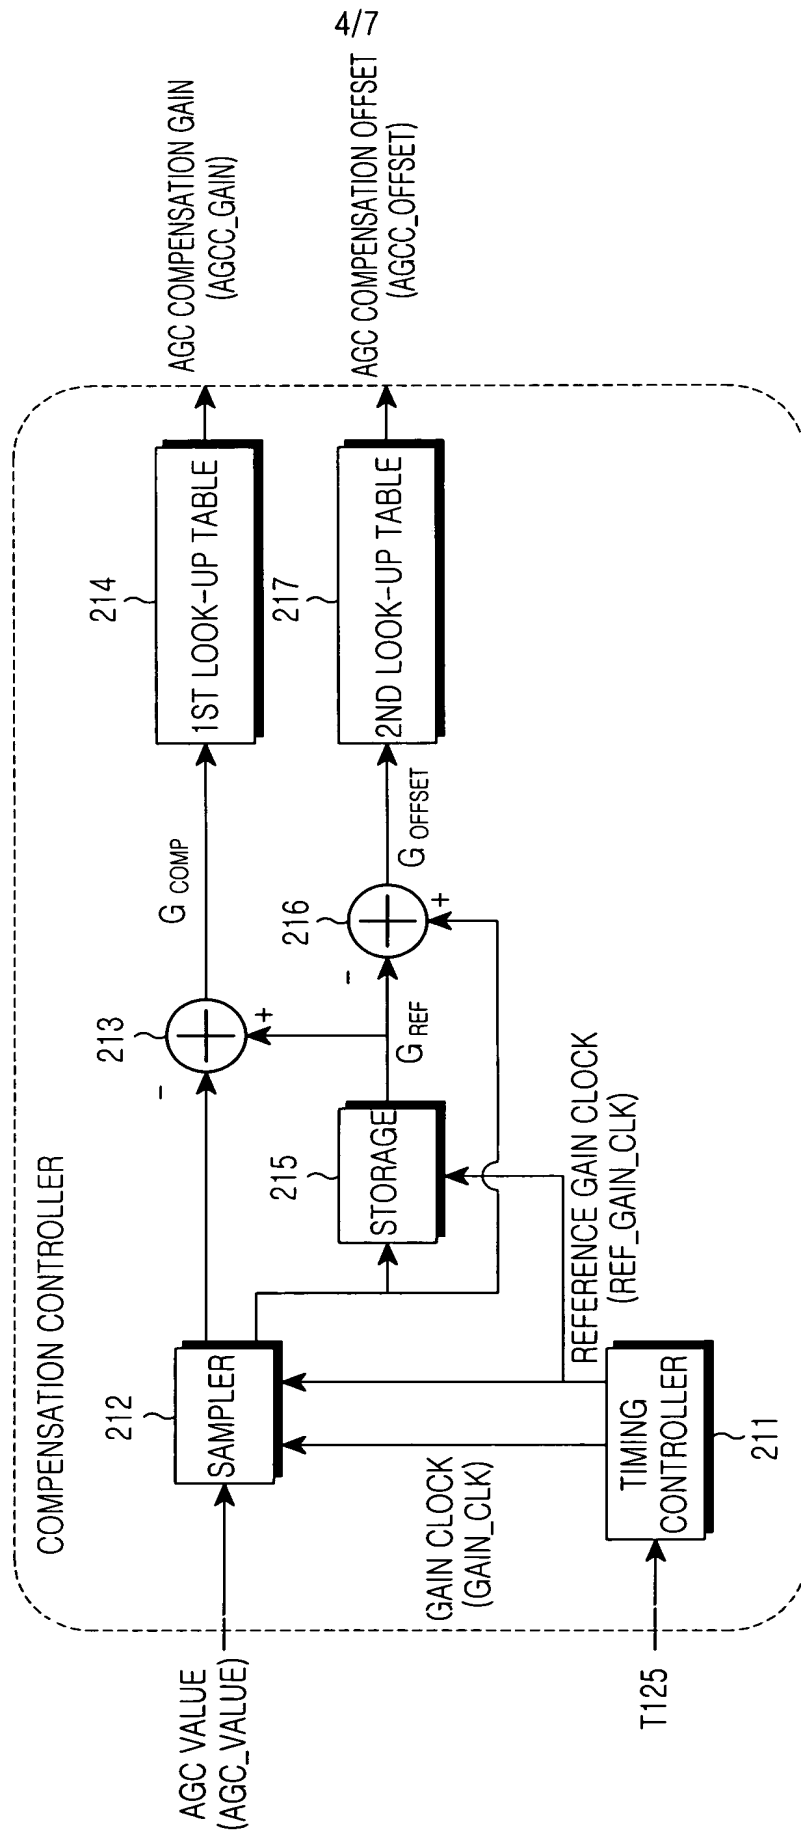 4/7
COMPENSATION CONTROLLER
AGC VALUE
(AGC_VALUE)
212
SAMPLER
213
-
+
G COMP
214
1ST LOOK-UP TABLE
AGC COMPENSATION GAIN
(AGCC_GAIN)
215
STORAGE
G REF
216
-
+
G OFFSET
217
2ND LOOK-UP TABLE
AGC COMPENSATION OFFSET
(AGCC_OFFSET)
GAIN CLOCK
(GAIN_CLK)
REFERENCE GAIN CLOCK
(REF_GAIN_CLK)
T125
TIMING
CONTROLLER
211